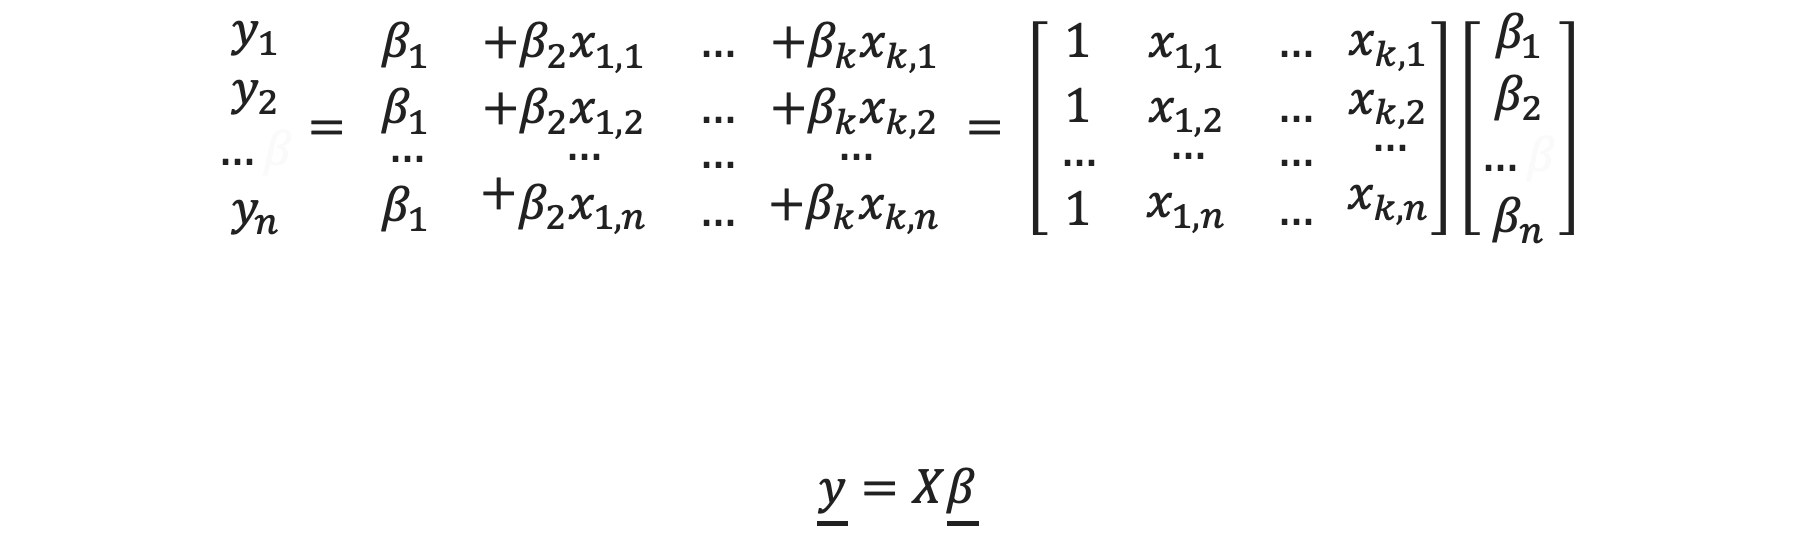 y₁ β₁ +β₂x₁,₁ ... +βₖxₖ,₁ 1 x₁,₁ ... xₖ,₁ β₁
y₂ = β₁ +β₂x₁,₂ ... +βₖxₖ,₂ = 1 x₁,₂ ... xₖ,₂ β₂
... β ... ... ... ... ... ... ... ... ... β
yₙ β₁ +β₂x₁,ₙ ... +βₖxₖ,ₙ 1 x₁,ₙ ... xₖ,ₙ βₙ
y = Xβ